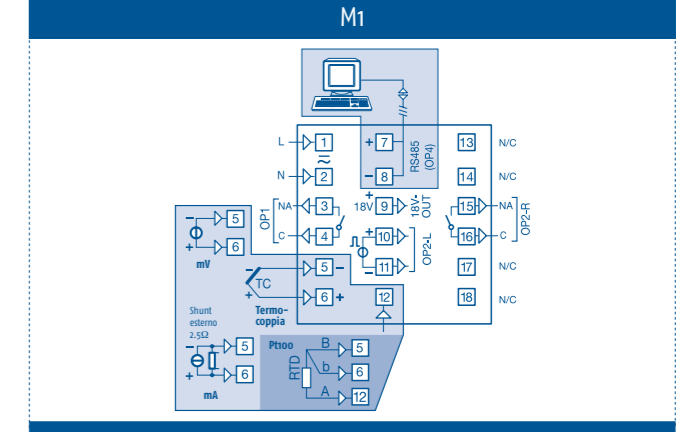 M1
L 1 + 7 RS485 (OP4) 13 N/C
N 2 − 8 14 N/C
OP1 NA 3 18V + 9 18V- OUT 15 NA OP2-R
C 4 + 10 OP2-L 16 C
− 5 + 6 mV
− TC + 5 − − 11 17 N/C
6 + 12 18 N/C
Termo-
coppia
Shunt
esterno
2.5Ω
− 5
+ 6
mA
Pt100
RTD
B 5
b 6
A 12